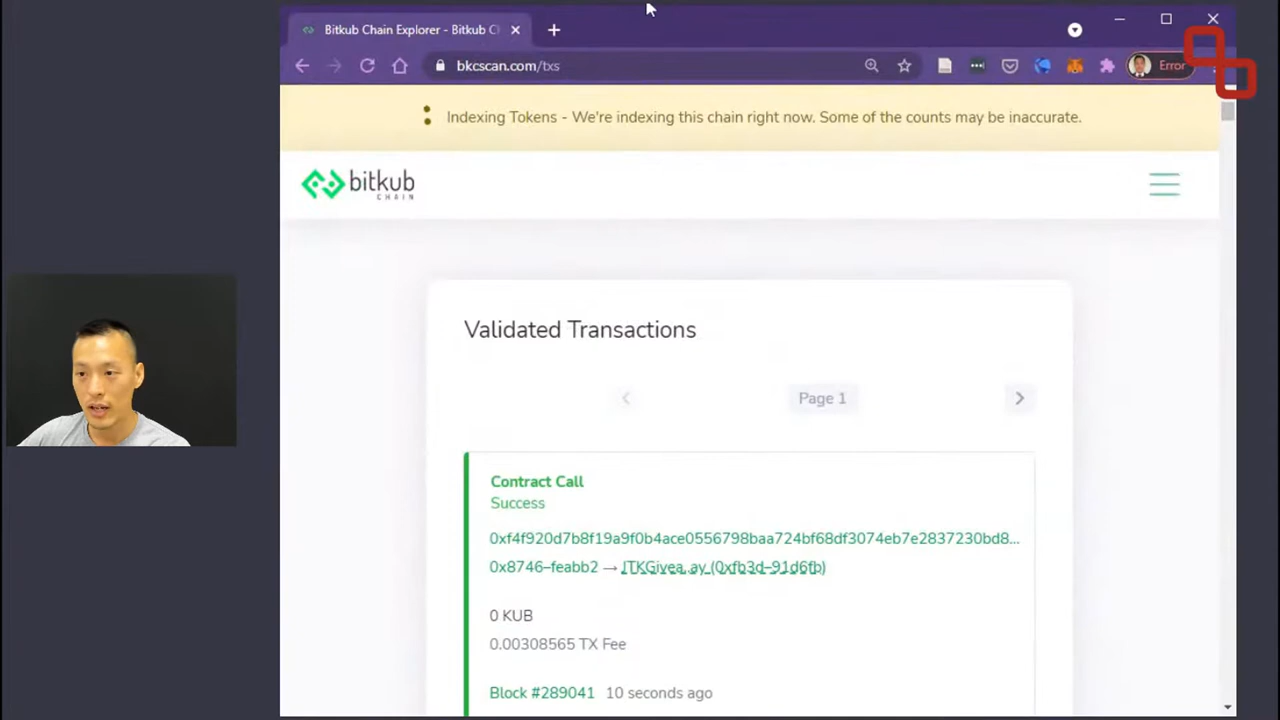 Bitkub Chain Explorer - Bitkub C
bkcscan.com/txs
Error
Indexing Tokens - We're indexing this chain right now. Some of the counts may be inaccurate.
bitkub
CHAIN
Validated Transactions
Page 1
Contract Call
Success
0xf4f920d7b8f19a9f0b4ace0556798baa724bf68df3074eb7e2837230bd8...
0x8746–feabb2 → (0xfb3d–91d6fb)
0 KUB
0.00308565 TX Fee
Block #289041 10 seconds ago